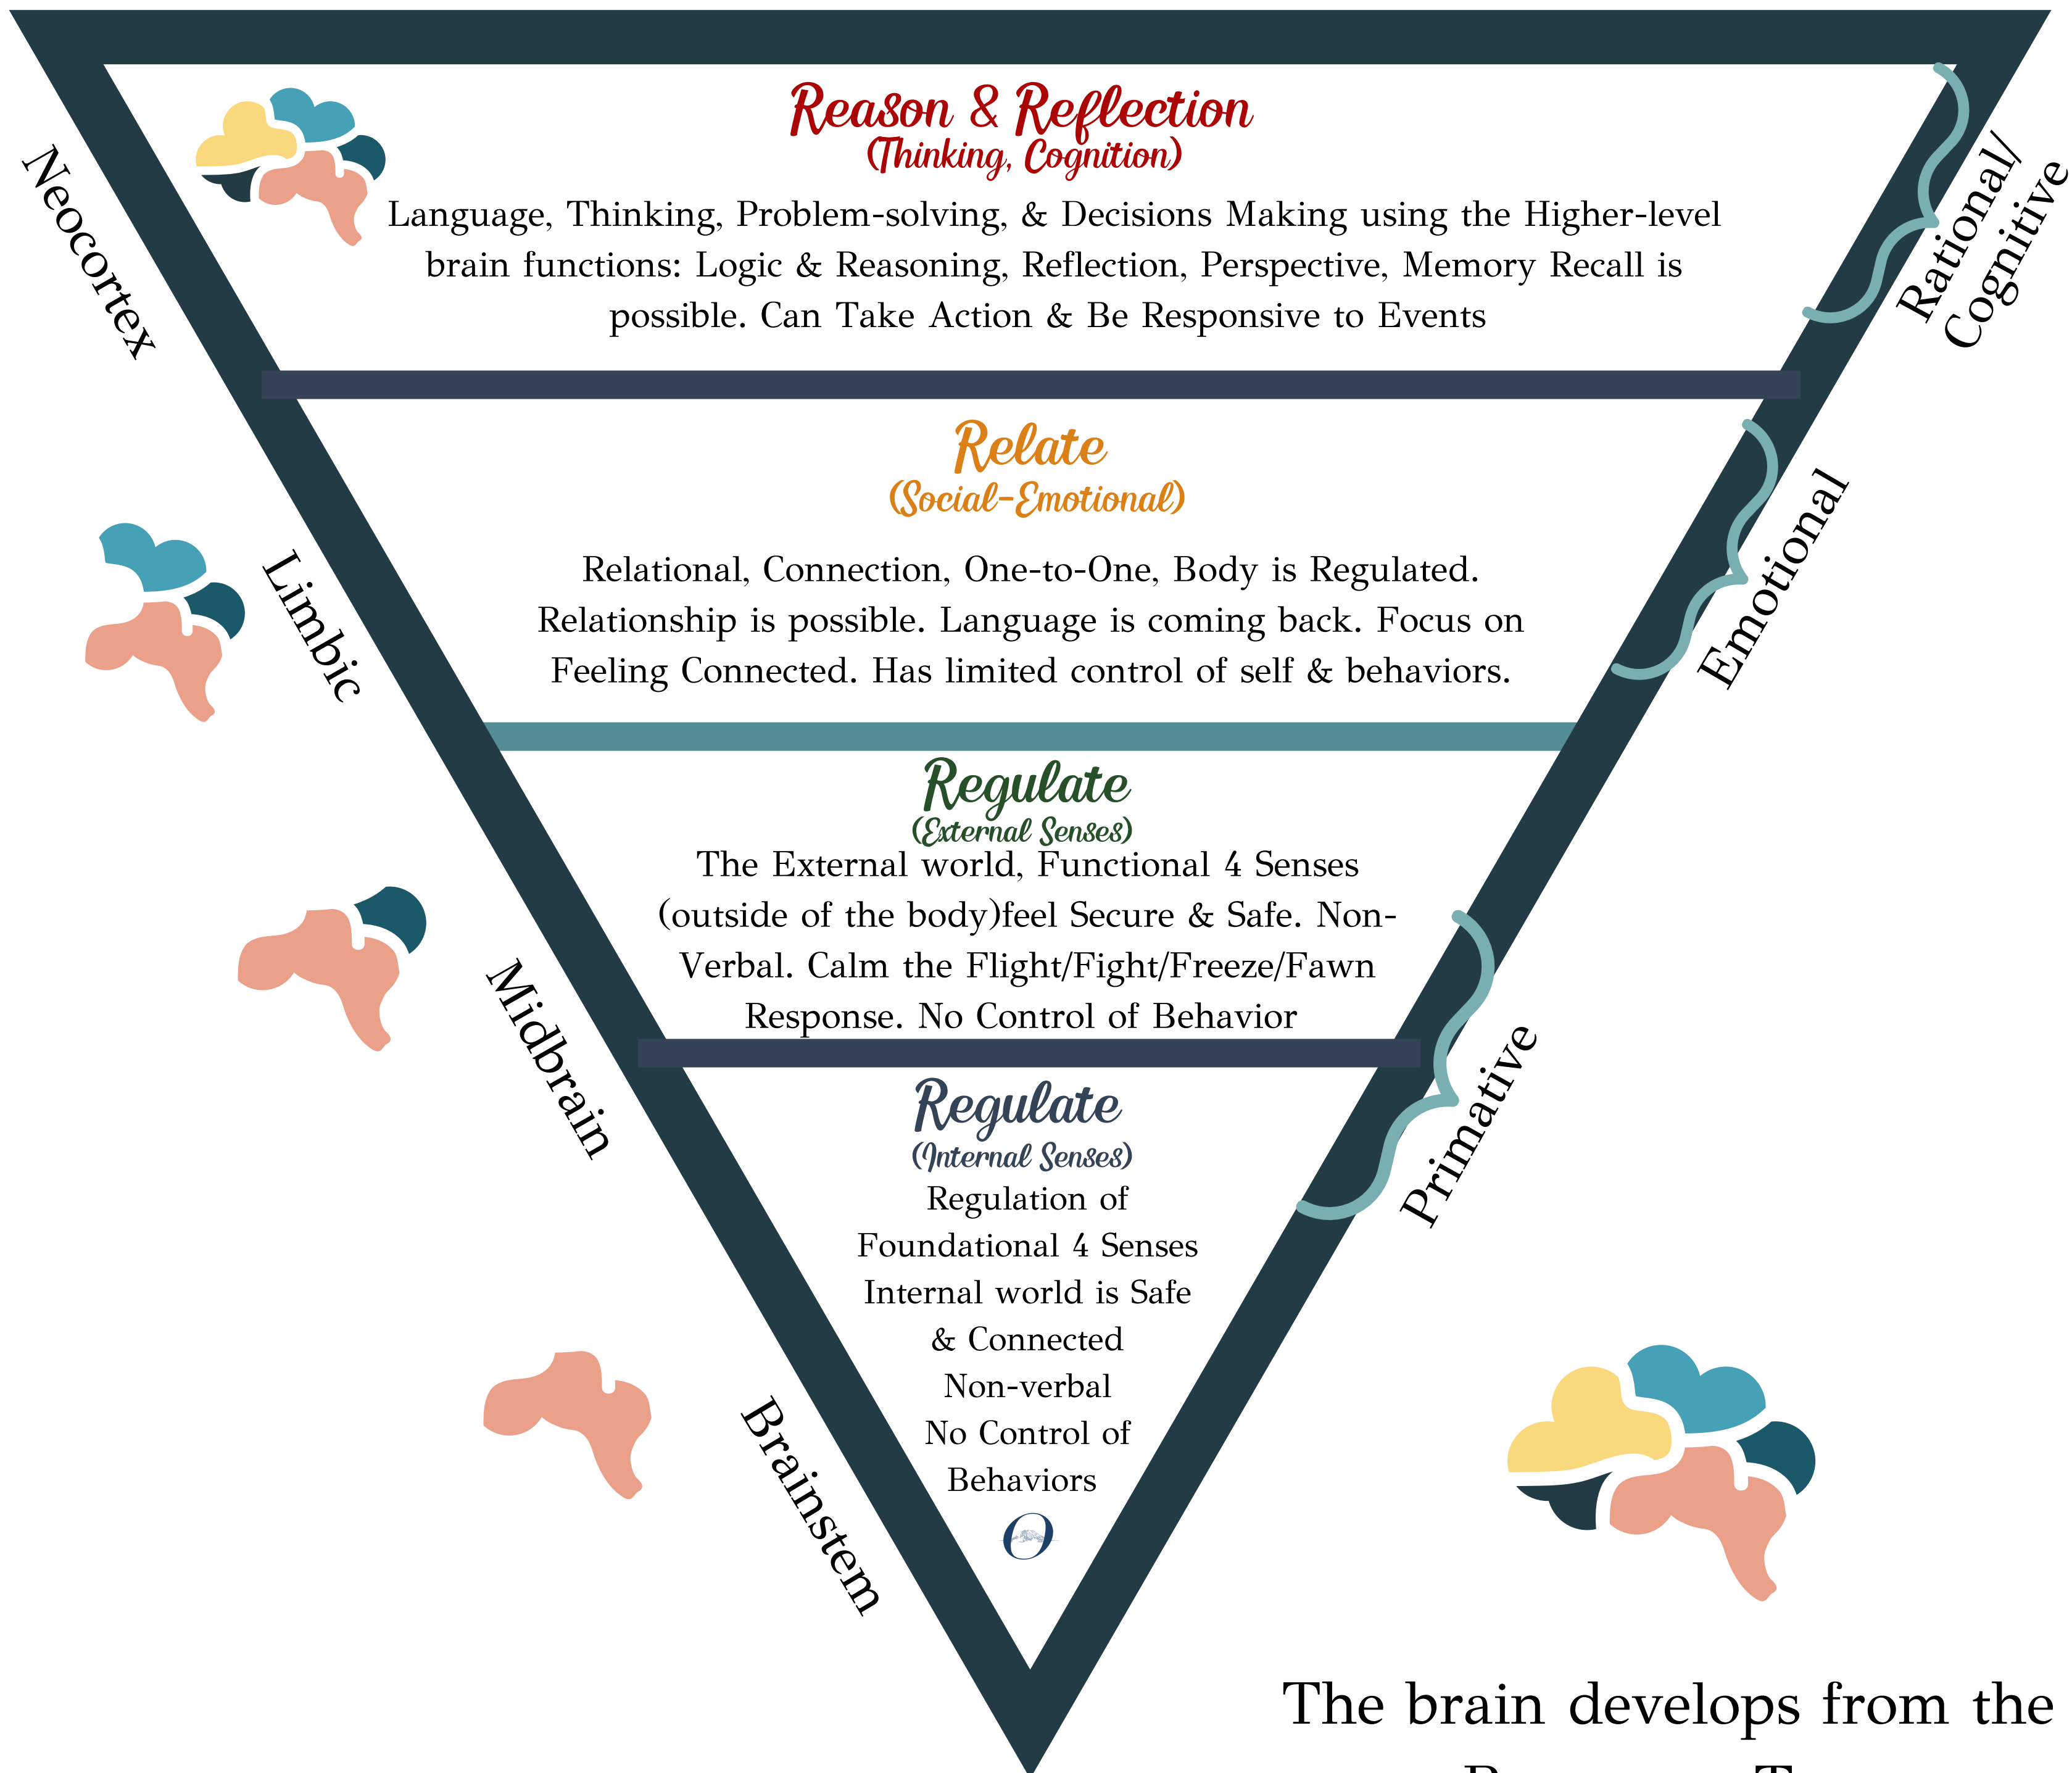 Reason & Reflection
(Thinking, Cognition)
Language, Thinking, Problem-solving, & Decisions Making using the Higher-level
brain functions: Logic & Reasoning, Reflection, Perspective, Memory Recall is
possible. Can Take Action & Be Responsive to Events
Neocortex
Rational/
Cognitive
Relate
(Social-Emotional)
Relational, Connection, One-to-One, Body is Regulated.
Relationship is possible. Language is coming back. Focus on
Feeling Connected. Has limited control of self & behaviors.
Limbic
Emotional
Regulate
(External Senses)
The External world, Functional 4 Senses
(outside of the body)feel Secure & Safe. Non-
Verbal. Calm the Flight/Fight/Freeze/Fawn
Response. No Control of Behavior
Midbrain
Primative
Regulate
(Internal Senses)
Regulation of
Foundational 4 Senses
Internal world is Safe
& Connected
Non-verbal
No Control of
Behaviors
Brainstem
O
The brain develops from the